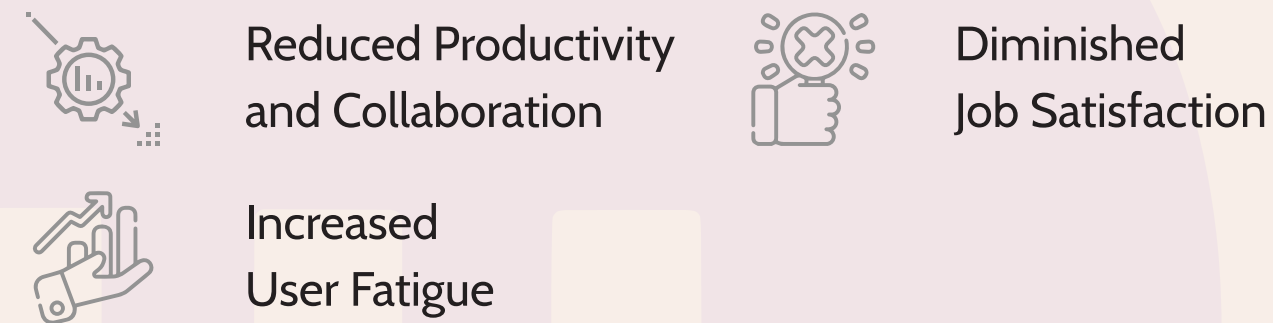 Reduced Productivity
and Collaboration
Diminished
Job Satisfaction
Increased
User Fatigue